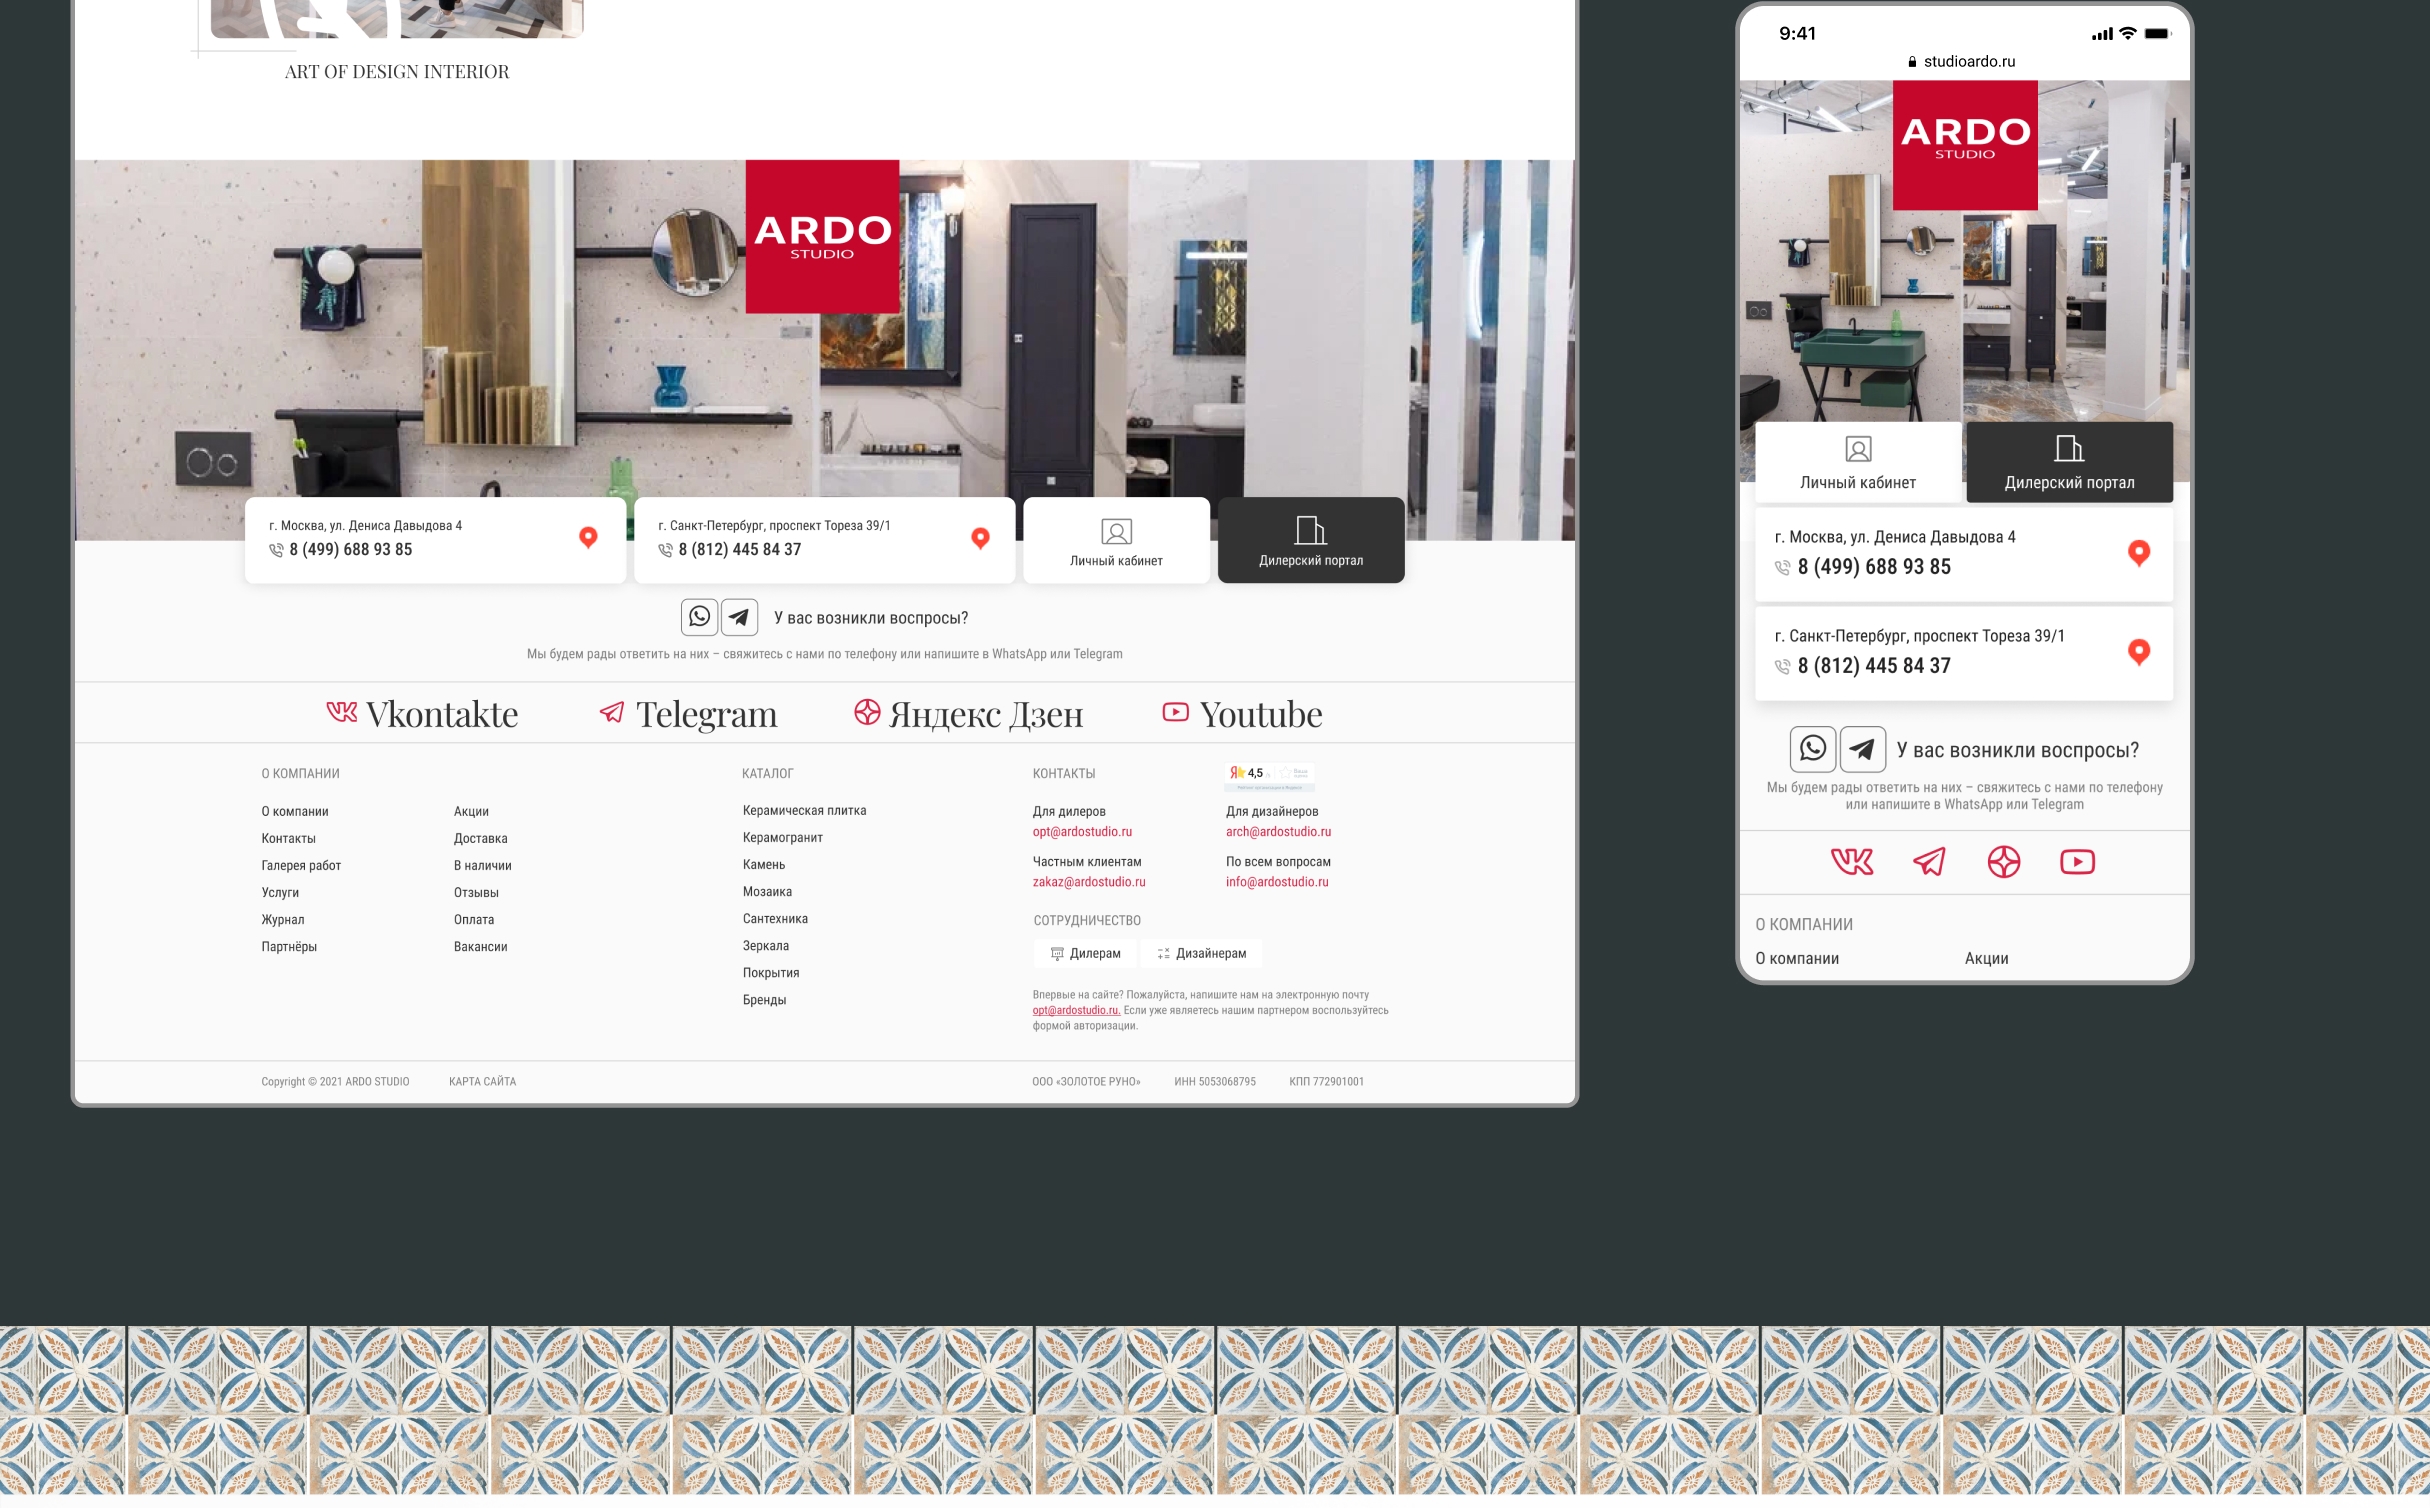 ART OF DESIGN INTERIOR
ARDO
STUDIO
г. Москва, ул. Дениса Давыдова 4
8 (499) 688 93 85
г. Санкт-Петербург, проспект Тореза 39/1
8 (812) 445 84 37
Личный кабинет
Дилерский портал
У вас возникли вопросы?
Мы будем рады ответить на них – свяжитесь с нами по телефону или напишите в WhatsApp или Telegram
Vkontakte
Telegram
Яндекс Дзен
Youtube
О КОМПАНИИ
О компании
Контакты
Галерея работ
Услуги
Журнал
Партнёры
Акции
Доставка
В наличии
Отзывы
Оплата
Вакансии
КАТАЛОГ
Керамическая плитка
Керамогранит
Камень
Мозаика
Сантехника
Зеркала
Покрытия
Бренды
КОНТАКТЫ
Я 4,5
Для дилеров
opt@ardostudio.ru
Для дизайнеров
arch@ardostudio.ru
Частным клиентам
zakaz@ardostudio.ru
По всем вопросам
info@ardostudio.ru
СОТРУДНИЧЕСТВО
Дилерам
Дизайнерам
Впервые на сайте? Пожалуйста, напишите нам на электронную почту
opt@ardostudio.ru. Если уже являетесь нашим партнером воспользуйтесь
формой авторизации.
Copyright © 2021 ARDO STUDIO
КАРТА САЙТА
ООО «ЗОЛОТОЕ РУНО»
ИНН 5053068795
КПП 772901001
9:41
studioardo.ru
ARDO
STUDIO
Личный кабинет
Дилерский портал
г. Москва, ул. Дениса Давыдова 4
8 (499) 688 93 85
г. Санкт-Петербург, проспект Тореза 39/1
8 (812) 445 84 37
У вас возникли вопросы?
Мы будем рады ответить на них – свяжитесь с нами по телефону
или напишите в WhatsApp или Telegram
О КОМПАНИИ
О компании
Акции